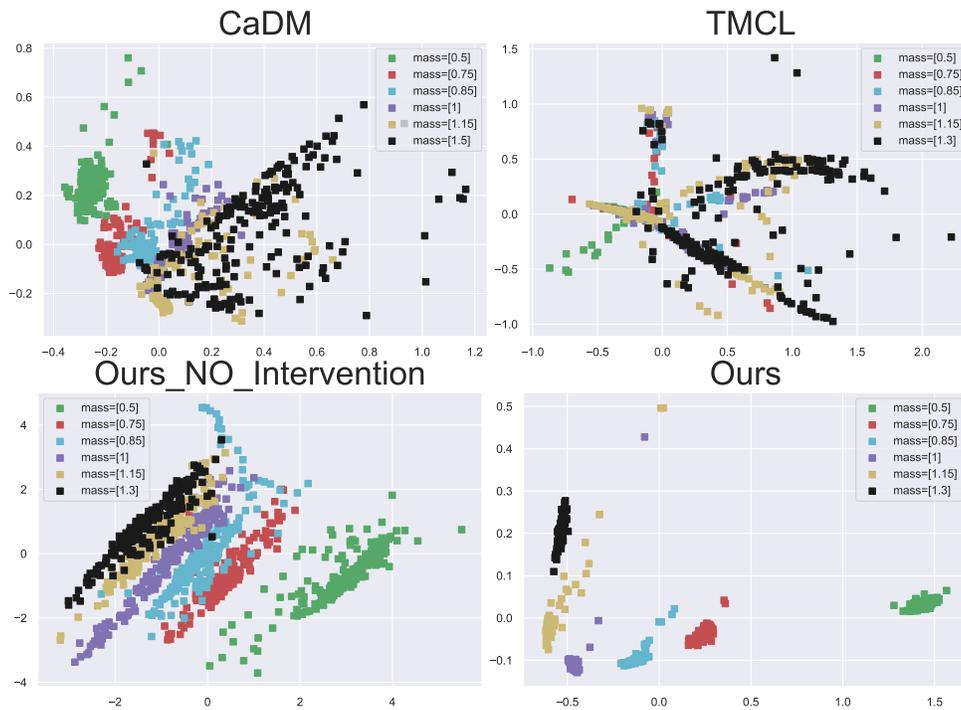 CaDM
0.8
0.6
0.4
0.2
0.0
−0.2
−0.4 −0.2 0.0 0.2 0.4 0.6 0.8 1.0 1.2
mass=[0.5]
mass=[0.75]
mass=[0.85]
mass=[1]
mass=[1.15]
mass=[1.5]
TMCL
1.5
1.0
0.5
0.0
−0.5
−1.0
−1.0 −0.5 0.0 0.5 1.0 1.5 2.0
mass=[0.5]
mass=[0.75]
mass=[0.85]
mass=[1]
mass=[1.15]
mass=[1.3]
Ours_NO_Intervention
4
2
0
−2
−4
−2 0 2 4
mass=[0.5]
mass=[0.75]
mass=[0.85]
mass=[1]
mass=[1.15]
mass=[1.3]
Ours
0.5
0.4
0.3
0.2
0.1
0.0
−0.1
−0.5 0.0 0.5 1.0 1.5
mass=[0.5]
mass=[0.75]
mass=[0.85]
mass=[1]
mass=[1.15]
mass=[1.3]